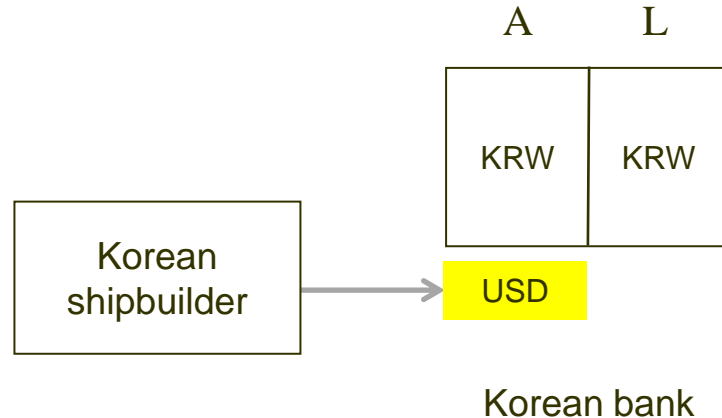 A L
KRW KRW
Korean
shipbuilder
USD
Korean bank